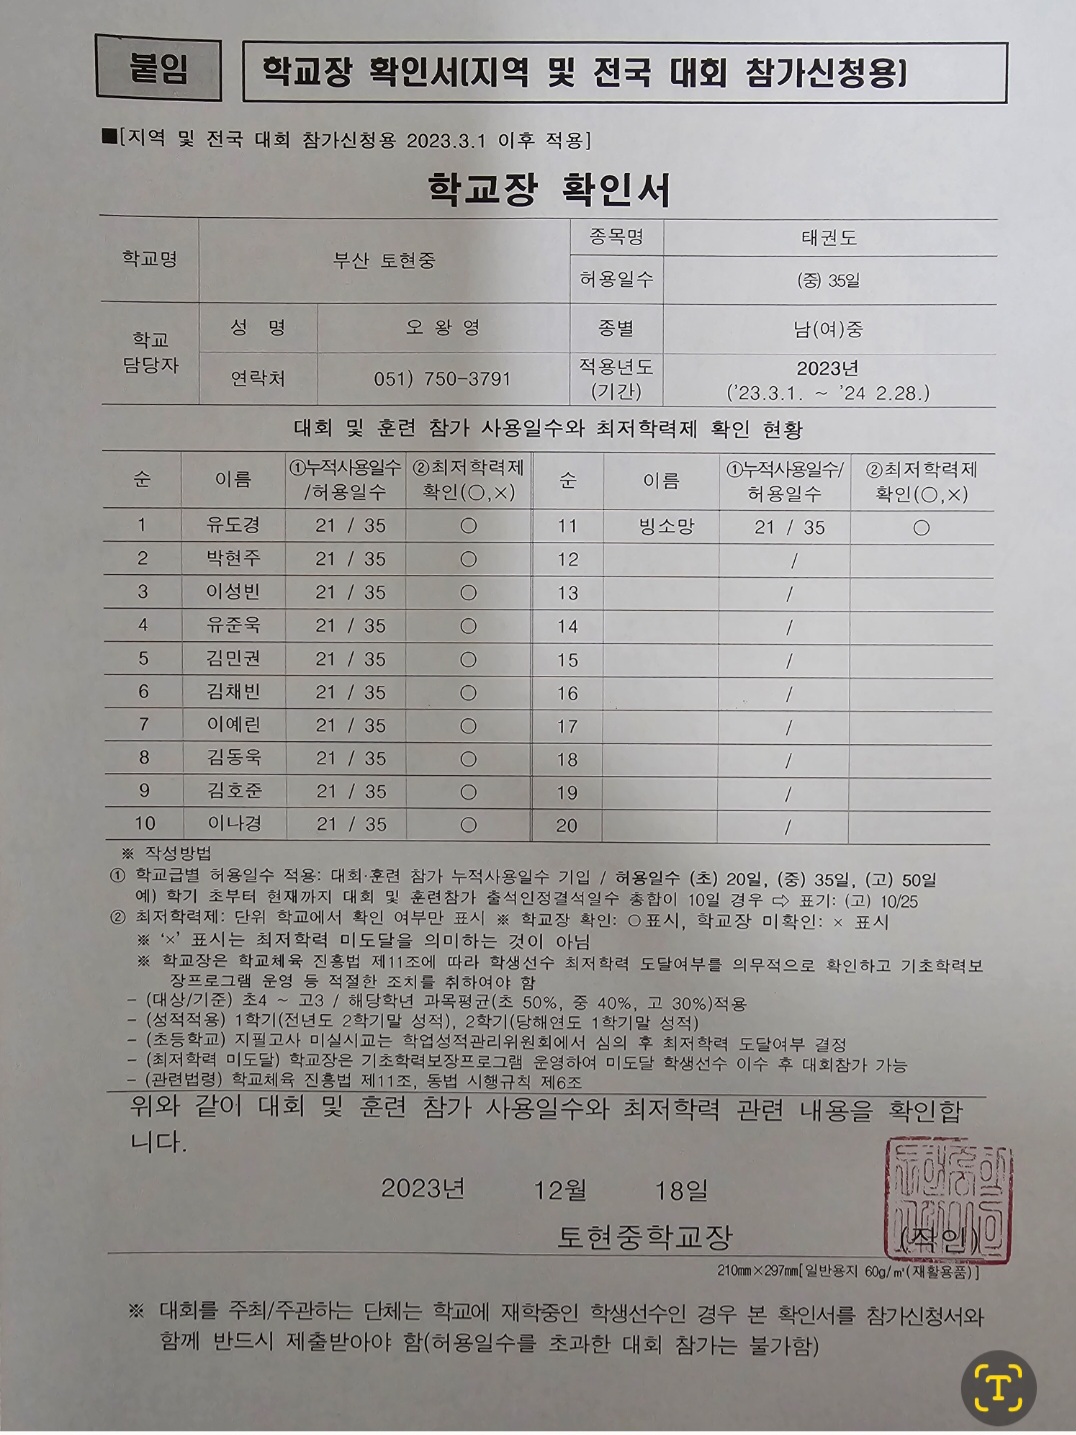 붙임
학교장 확인서(지역 및 전국 대회 참가신청용)
■[지역 및 전국 대회 참가신청용 2023.3.1 이후 적용]
학교장 확인서
학교명 부산 토현중 종목명 태권도
허용일수 (중) 35일
학교 담당자 성 명 오 왕 영 종별 남(여)중
연락처 051) 750-3791 적용년도 (기간) 2023년 ('23.3.1. ~ '24 2.28.)
대회 및 훈련 참가 사용일수와 최저학력제 확인 현황
순 이름 ①누적사용일수/허용일수 ②최저학력제 확인(○,×) 순 이름 ①누적사용일수/허용일수 ②최저학력제 확인(○,×)
1 유도경 21 / 35 ○ 11 빙소망 21 / 35 ○
2 박현주 21 / 35 ○ 12 /
3 이성빈 21 / 35 ○ 13 /
4 유준욱 21 / 35 ○ 14 /
5 김민권 21 / 35 ○ 15 /
6 김채빈 21 / 35 ○ 16 /
7 이예린 21 / 35 ○ 17 /
8 김동욱 21 / 35 ○ 18 /
9 김호준 21 / 35 ○ 19 /
10 이나경 21 / 35 ○ 20 /
※ 작성방법
① 학교급별 허용일수 적용: 대회·훈련 참가 누적사용일수 기입 / 허용일수 (초) 20일, (중) 35일, (고) 50일
예) 학기 초부터 현재까지 대회 및 훈련참가 출석인정결석일수 총합이 10일 경우 ⇨ 표기: (고) 10/25
② 최저학력제: 단위 학교에서 확인 여부만 표시 ※ 학교장 확인: ○표시, 학교장 미확인: × 표시
※ '×' 표시는 최저학력 미도달을 의미하는 것이 아님
※ 학교장은 학교체육 진흥법 제11조에 따라 학생선수 최저학력 도달여부를 의무적으로 확인하고 기초학력보
장프로그램 운영 등 적절한 조치를 취하여야 함
- (대상/기준) 초4 ~ 고3 / 해당학년 과목평균(초 50%, 중 40%, 고 30%)적용
- (성적적용) 1학기(전년도 2학기말 성적), 2학기(당해연도 1학기말 성적)
- (초등학교) 지필고사 미실시교는 학업성적관리위원회에서 심의 후 최저학력 도달여부 결정
- (최저학력 미도달) 학교장은 기초학력보장프로그램 운영하여 미도달 학생선수 이수 후 대회참가 가능
- (관련법령) 학교체육 진흥법 제11조, 동법 시행규칙 제6조
위와 같이 대회 및 훈련 참가 사용일수와 최저학력 관련 내용을 확인합
니다.
2023년 12월 18일
토현중학교장 (직인)
210mm×297mm[일반용지 60g/㎡(재활용품)]
※ 대회를 주최/주관하는 단체는 학교에 재학중인 학생선수인 경우 본 확인서를 참가신청서와
함께 반드시 제출받아야 함(허용일수를 초과한 대회 참가는 불가함)